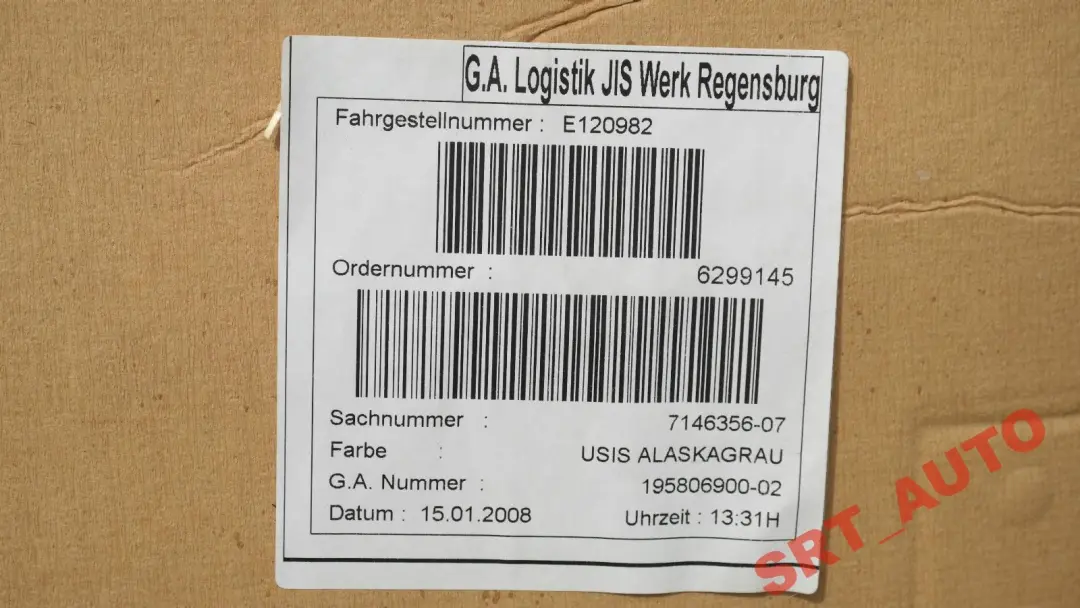 G.A. Logistik JIS Werk Regensburg
Fahrgestellnummer : E120982
Ordernummer : 6299145
Sachnummer : 7146356-07
Farbe : USIS ALASKAGRAU
G.A. Nummer : 195806900-02
Datum : 15.01.2008 Uhrzeit : 13:31H
SRT_AUTO